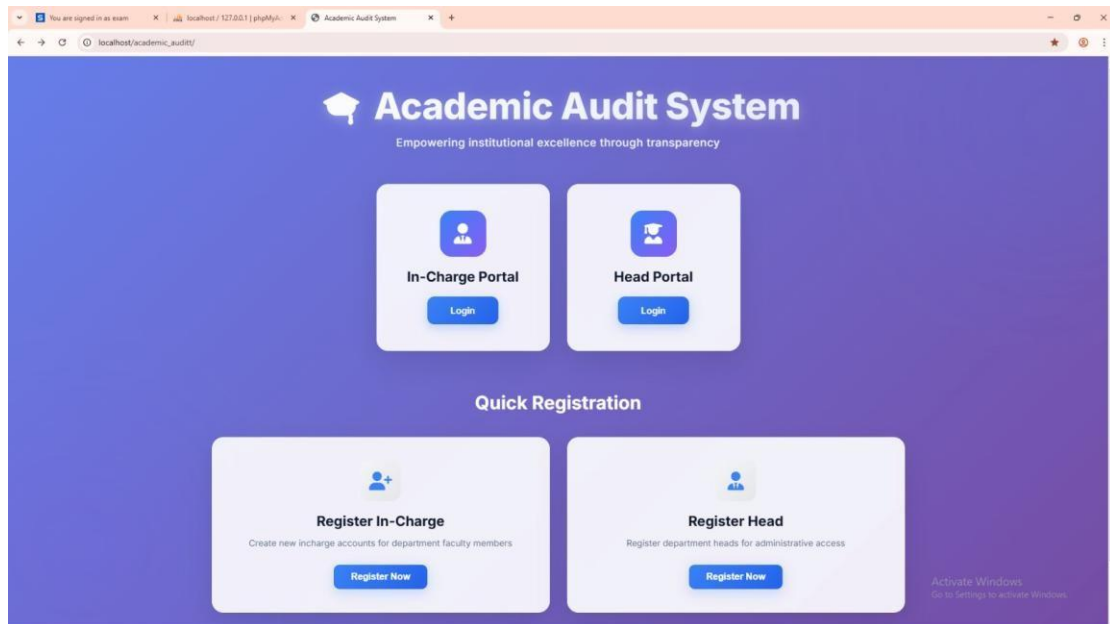 You are signed in as exam
localhost / 127.0.0.1 | phpMyA
Academic Audit System
localhost/academic_auditt/
Academic Audit System
Empowering institutional excellence through transparency
In-Charge Portal
Login
Head Portal
Login
Quick Registration
Register In-Charge
Create new incharge accounts for department faculty members
Register Now
Register Head
Register department heads for administrative access
Register Now
Activate Windows
Go to Settings to activate Windows.